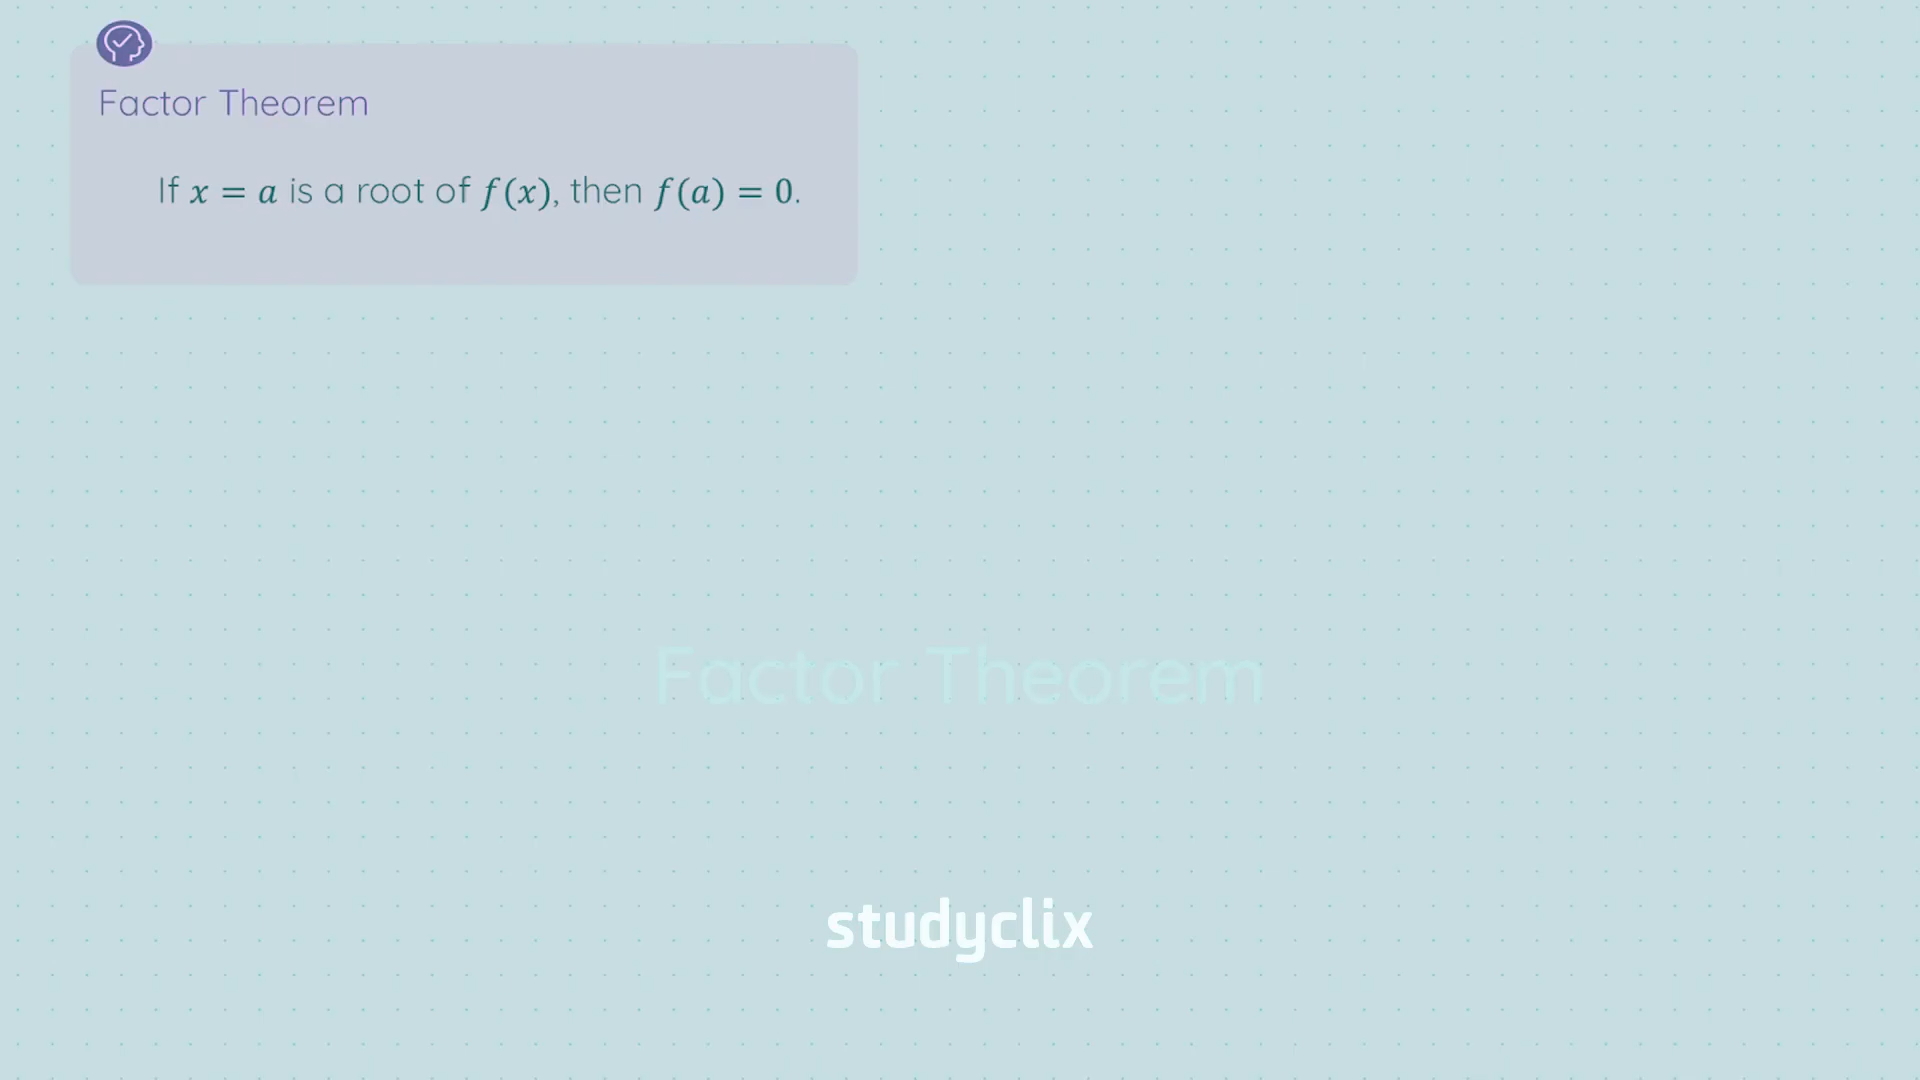 Factor Theorem
If x = a is a root of f(x), then f(a) = 0.
Factor Theorem
studyclix